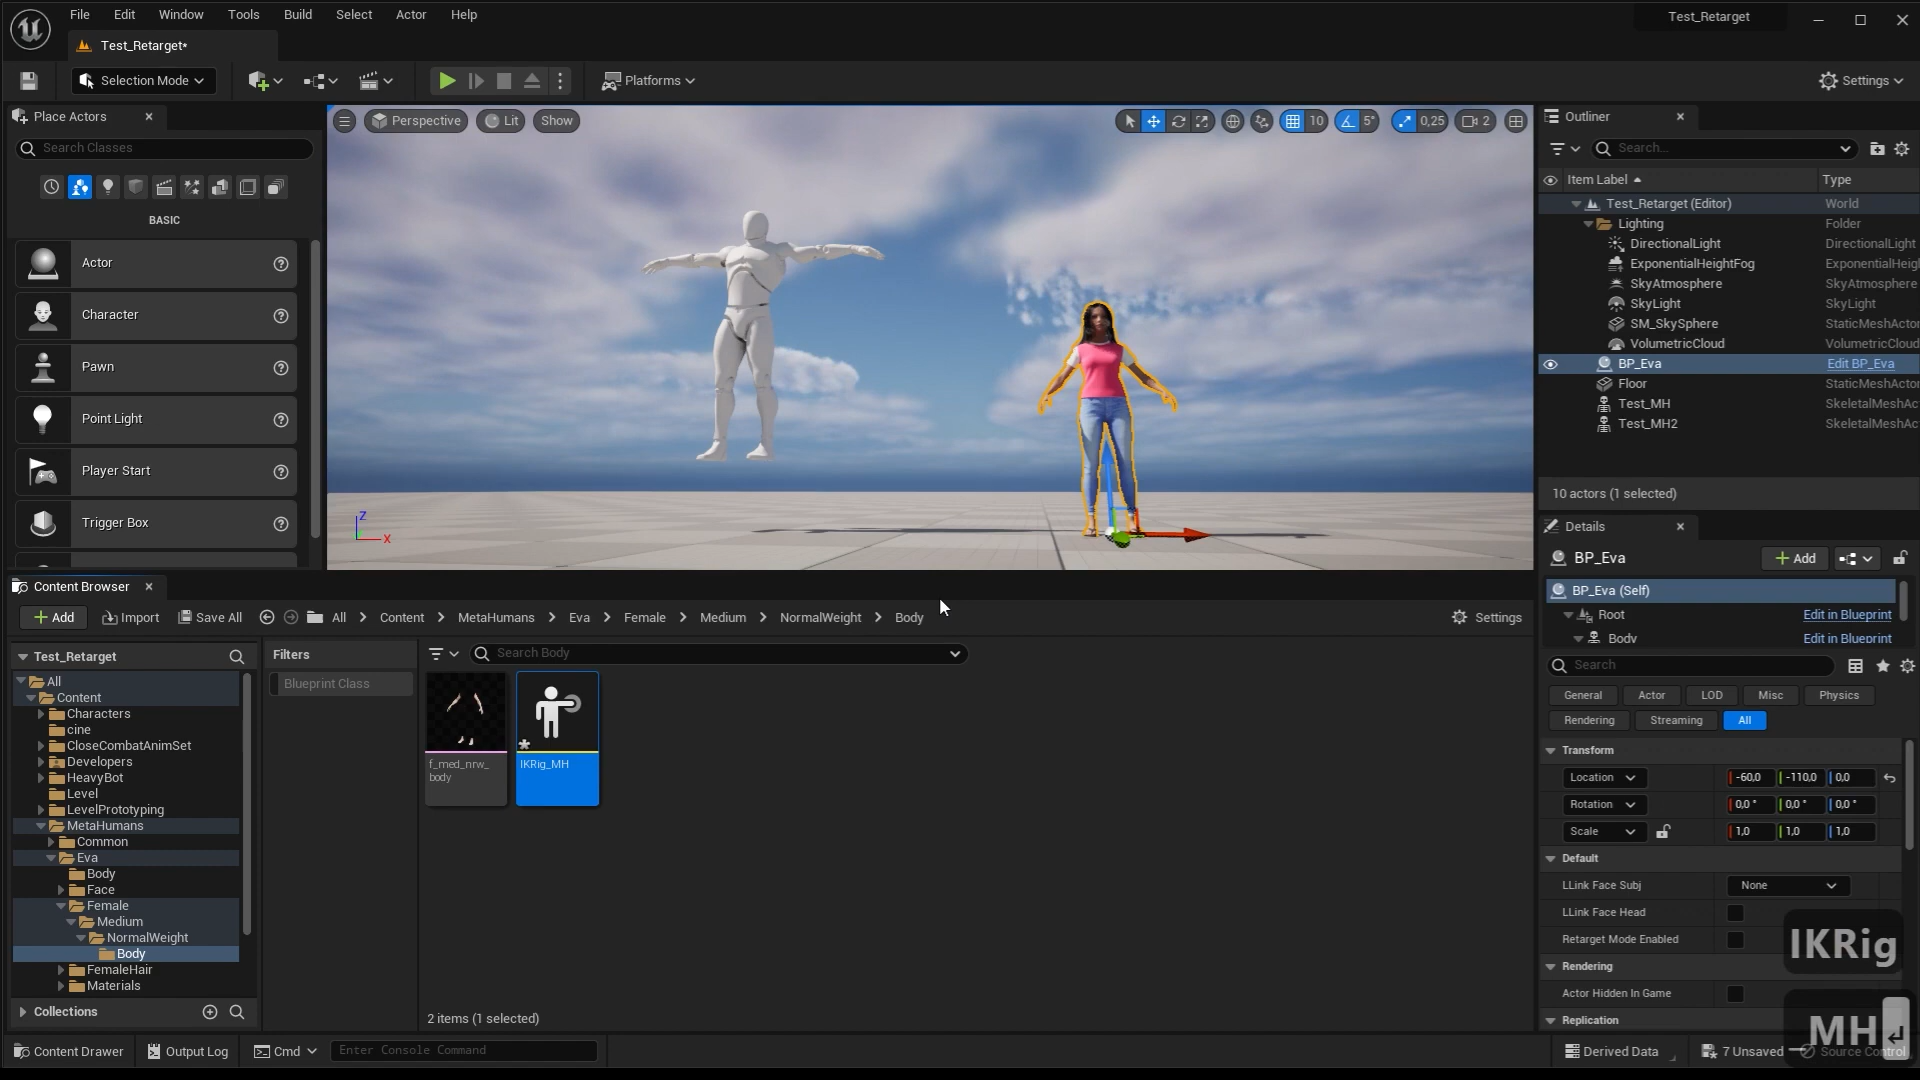 File Edit Window Tools Build Select Actor Help
Test_Retarget
Test_Retarget*
Selection Mode
Platforms
Settings
Place Actors
Search Classes
BASIC
Actor
Character
Pawn
Point Light
Player Start
Trigger Box
Perspective Lit Show
10 5° 0,25 2
Z
X
Outliner
Search...
Item Label Type
Test_Retarget (Editor) World
Lighting Folder
DirectionalLight DirectionalLight
ExponentialHeightFog ExponentialHeig
SkyAtmosphere SkyAtmosphere
SkyLight SkyLight
SM_SkySphere StaticMeshActor
VolumetricCloud VolumetricCloud
BP_Eva Edit BP_Eva
Floor StaticMeshActor
Test_MH SkeletalMeshAc
Test_MH2 SkeletalMeshAc
10 actors (1 selected)
Details
BP_Eva
Add
BP_Eva (Self)
Root Edit in Blueprint
Body Edit in Blueprint
Search
General Actor LOD Misc Physics
Rendering Streaming All
Transform
Location -60,0 -110,0 0,0
Rotation 0,0 ° 0,0 ° 0,0 °
Scale 1,0 1,0 1,0
Default
LLink Face Subj None
LLink Face Head
Retarget Mode Enabled
Rendering
Actor Hidden In Game
Replication
IKRig
MH
Content Browser
Add Import Save All All Content MetaHumans Eva Female Medium NormalWeight Body Settings
Test_Retarget
All
Content
Characters
cine
CloseCombatAnimSet
Developers
HeavyBot
Level
LevelPrototyping
MetaHumans
Common
Eva
Body
Face
Female
Medium
NormalWeight
Body
FemaleHair
Materials
Collections
Filters
Blueprint Class
Search Body
f_med_nrw_
body
IKRig_MH
2 items (1 selected)
Content Drawer Output Log Cmd Enter Console Command
Derived Data 7 Unsaved Source Control